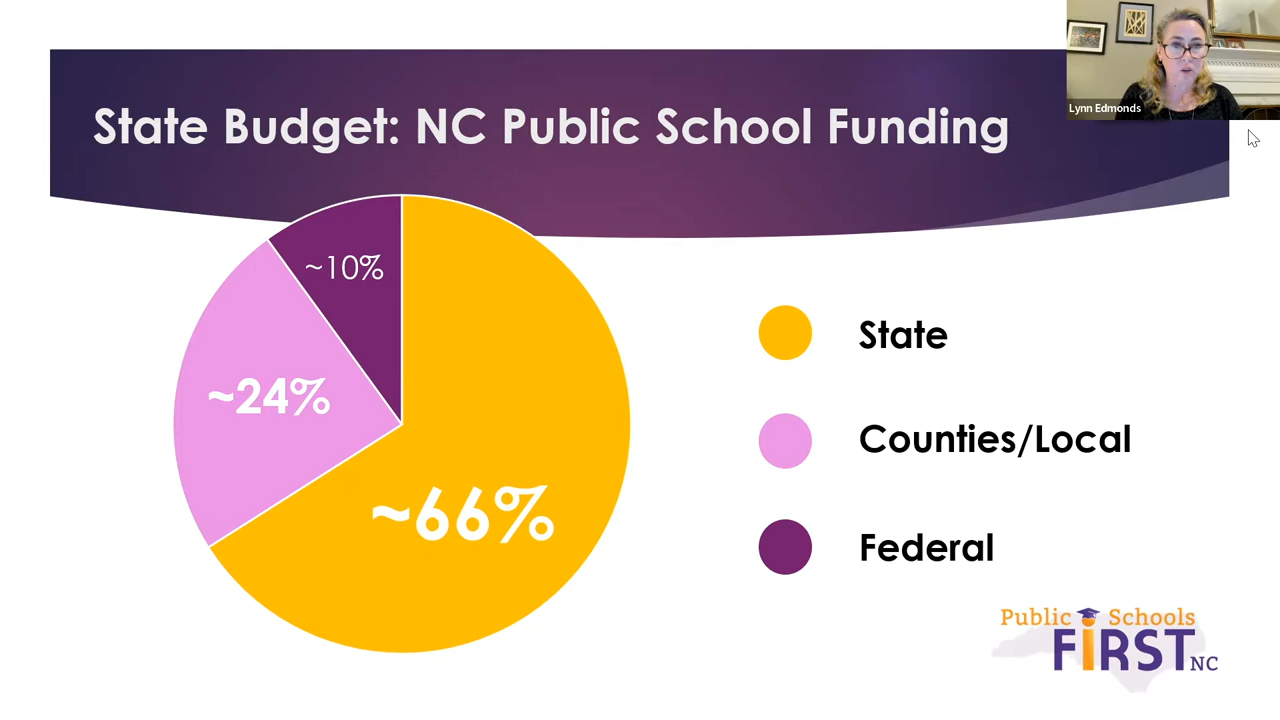 Lynn Edmonds
State Budget: NC Public School Funding
~10%
~24%
~66%
State
Counties/Local
Federal
Public Schools
FIRST NC